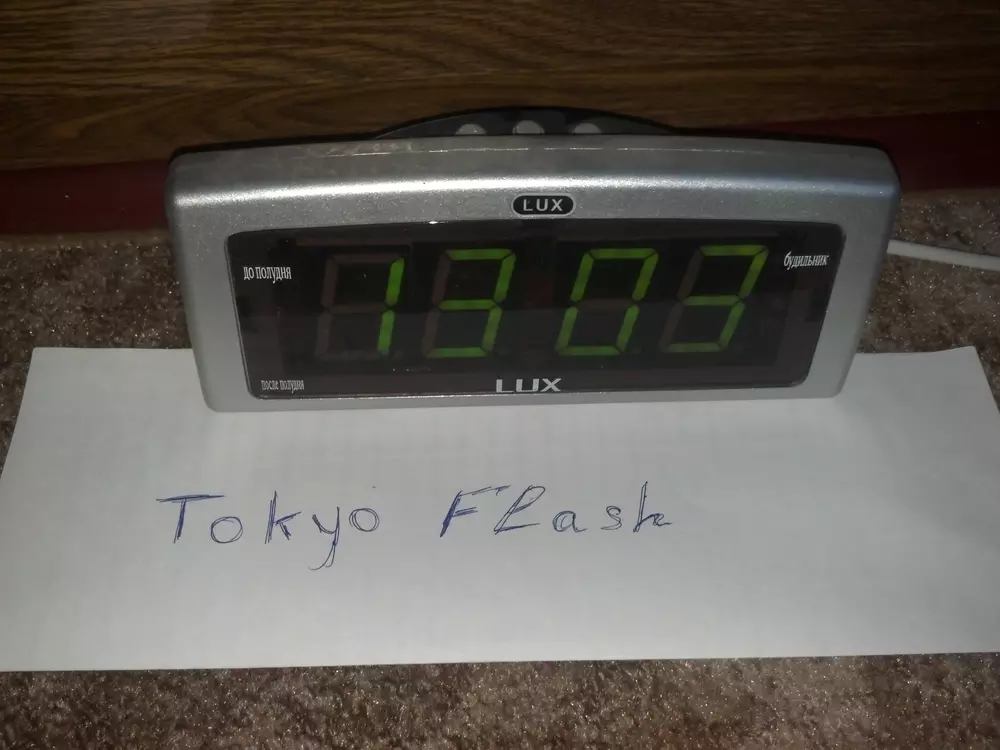 LUX
до полудня
будильник
13 03
после полудня
LUX
Tokyo Flash